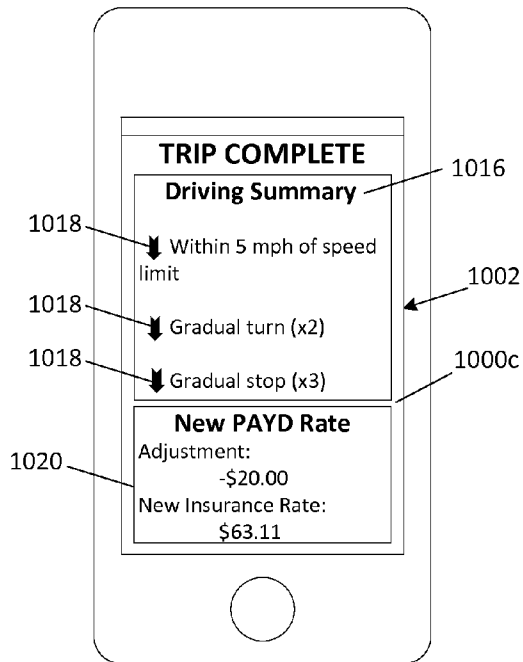 TRIP COMPLETE
Driving Summary
1016
1018
Within 5 mph of speed
limit
1018
1002
Gradual turn (x2)
1018
Gradual stop (x3)
1000c
New PAYD Rate
Adjustment:
-$20.00
1020
New Insurance Rate:
$63.11